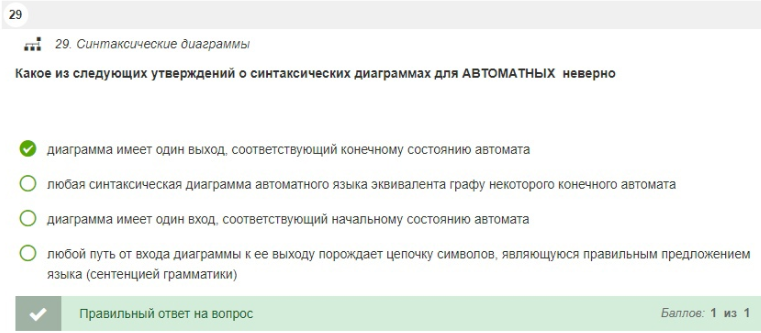 29
29. Синтаксические диаграммы
Какое из следующих утверждений о синтаксических диаграммах для АВТОМАТНЫХ неверно
диаграмма имеет один выход, соответствующий конечному состоянию автомата
любая синтаксическая диаграмма автоматного языка эквивалента графу некоторого конечного автомата
диаграмма имеет один вход, соответствующий начальному состоянию автомата
любой путь от входа диаграммы к ее выходу порождает цепочку символов, являющуюся правильным предложением
языка (сентенцией грамматики)
Правильный ответ на вопрос
Баллов: 1 из 1